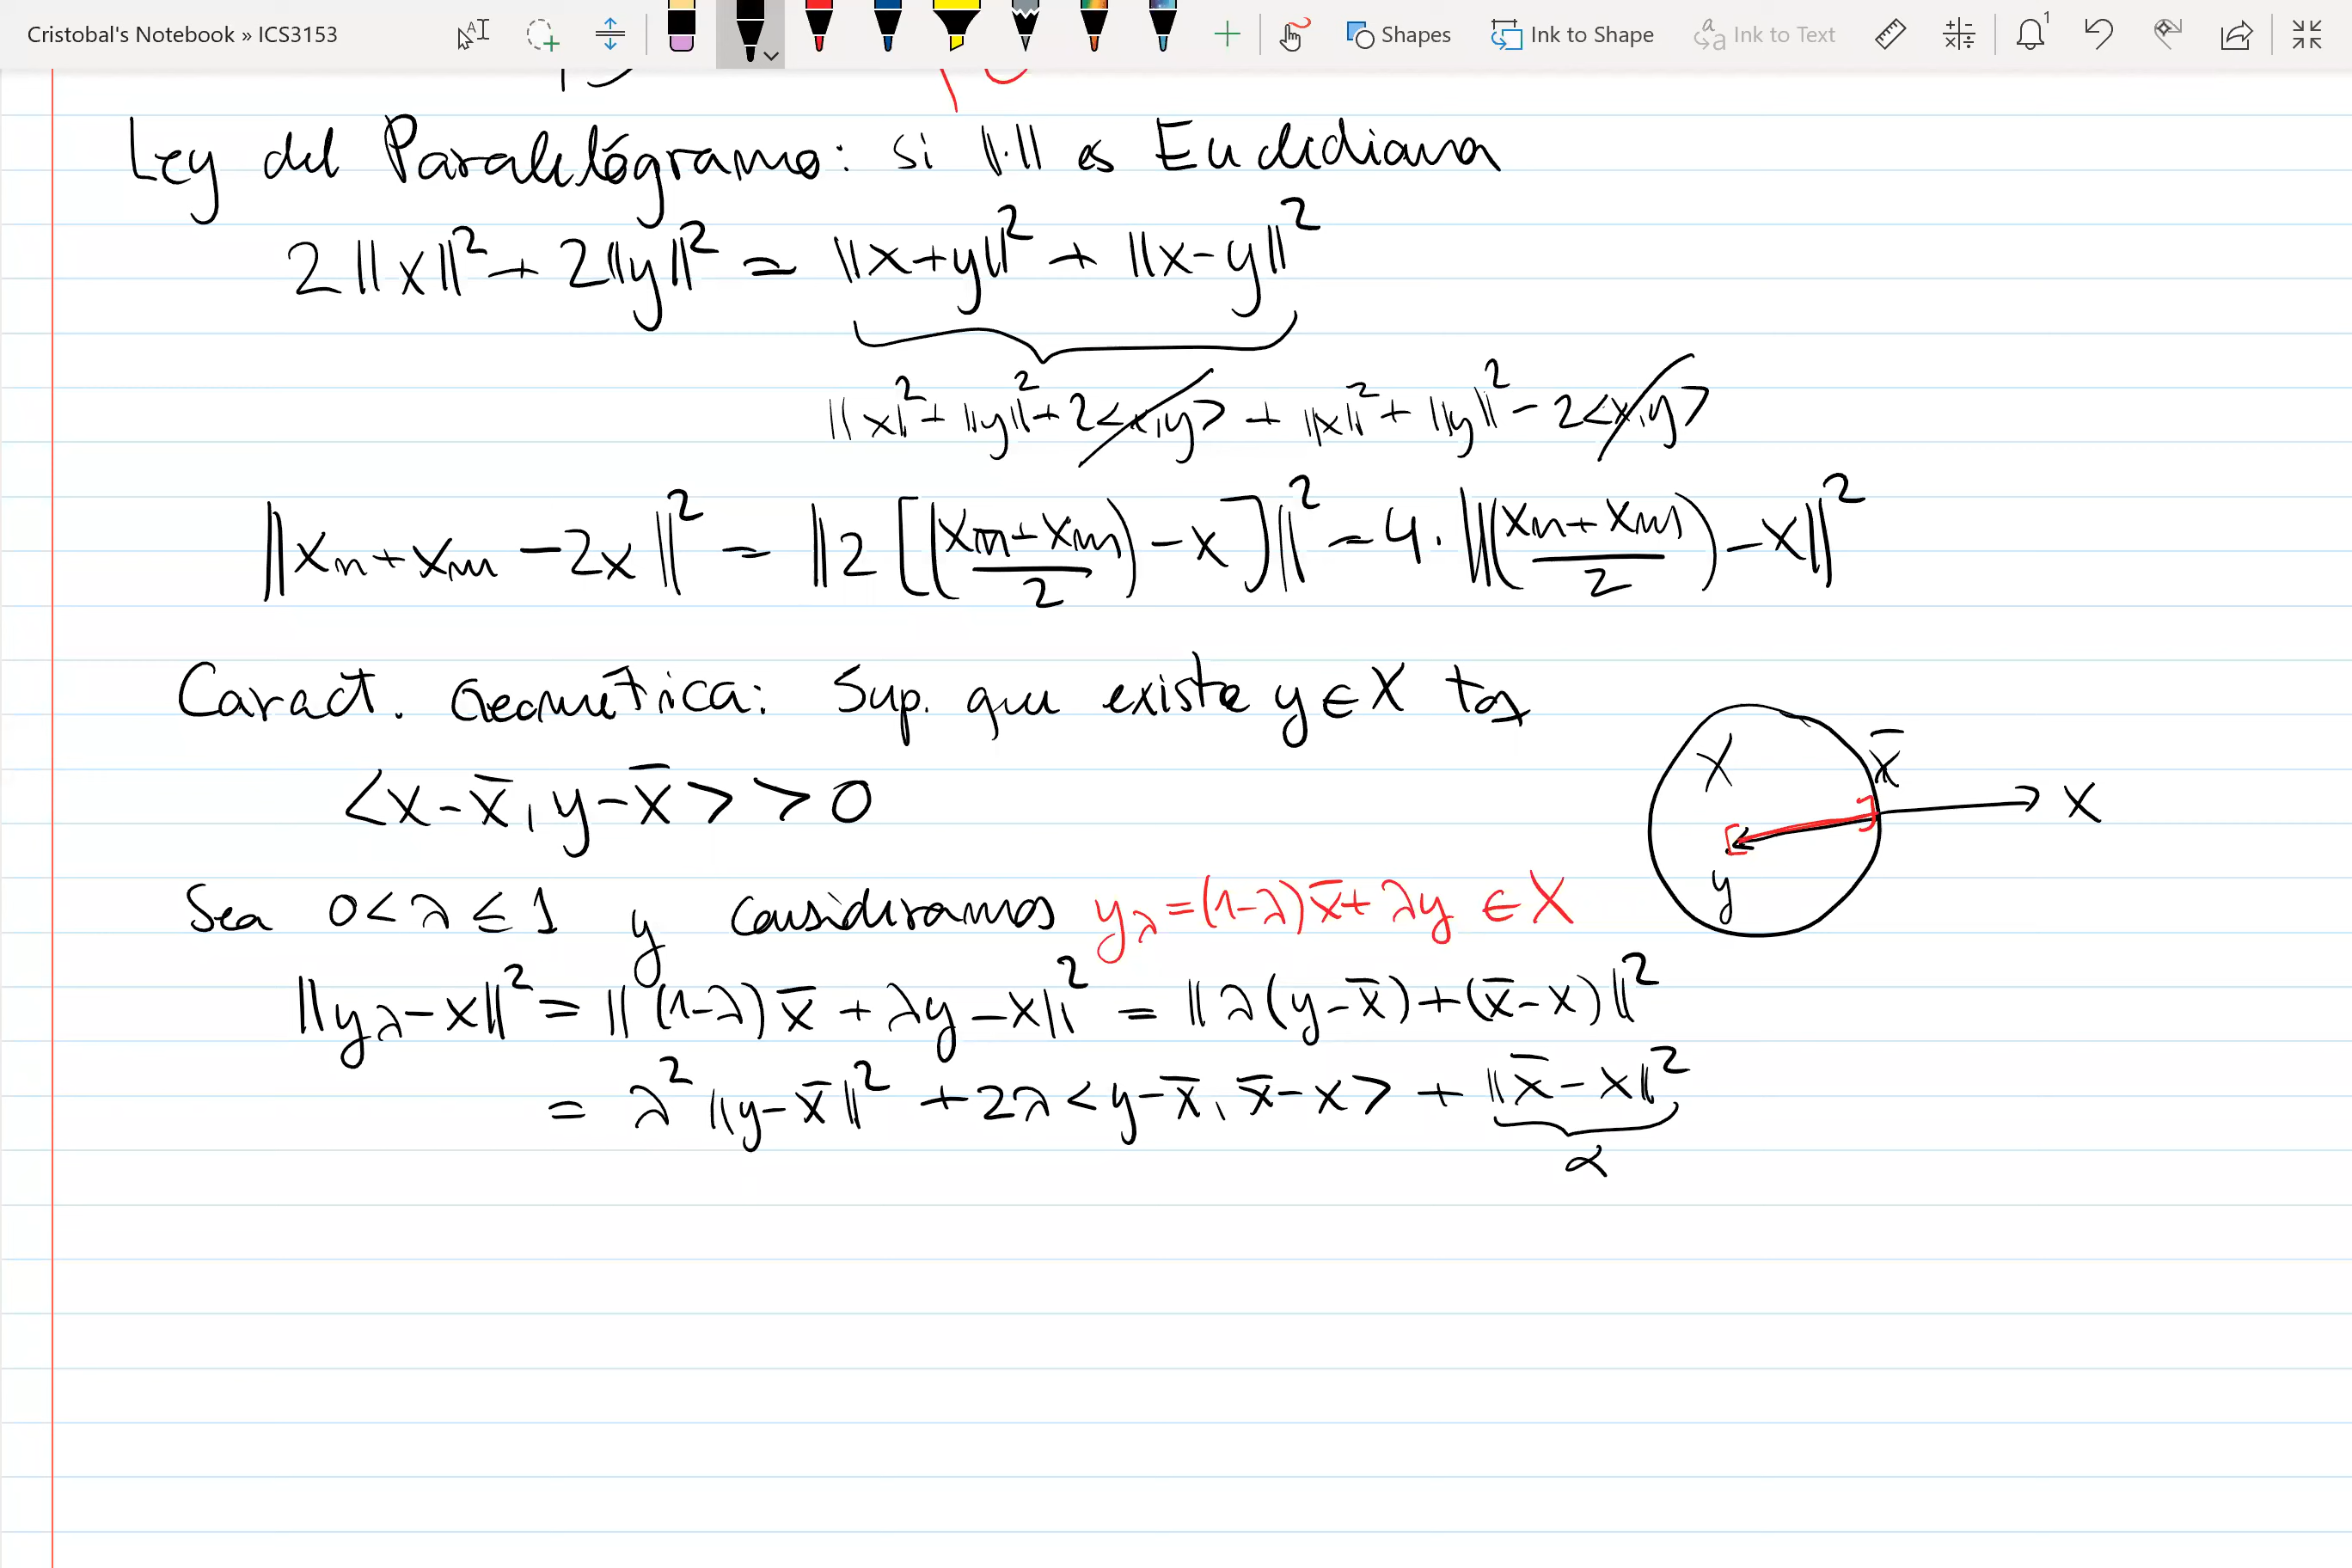 Cristobal's Notebook » ICS3153
Shapes
Ink to Shape
Ink to Text
1
Ley del Paralelógramo: si ||·|| es Euclidiana
2||x||² + 2||y||² = ||x+y||² + ||x-y||²
||x||² + ||y||² + 2<x,y> + ||x||² + ||y||² - 2<x,y>
||xn + xm - 2x||² = ||2[(xn+xm/2) - x]||² = 4·||(xn+xm/2) - x||²
Caract. Geométrica: Sup. que existe y ∈ X tq
<x-x̄, y-x̄> > 0
X
x̄
x
y
Sea 0<λ≤1 y consideramos yλ = (1-λ)x̄ + λy ∈ X
||yλ - x||² = ||(1-λ)x̄ + λy - x||² = ||λ(y-x̄) + (x̄-x)||²
= λ²||y-x̄||² + 2λ<y-x̄, x̄-x> + ||x̄-x||²
α